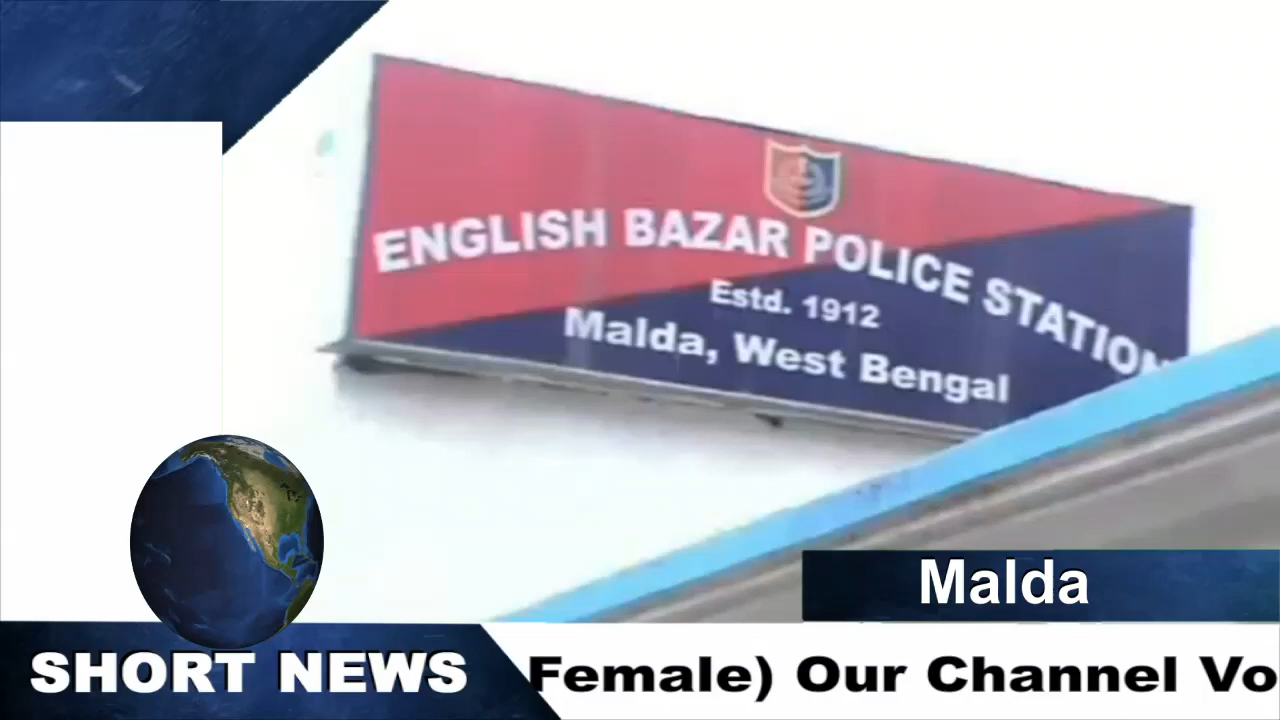 ENGLISH BAZAR POLICE STATION
Estd. 1912
Malda, West Bengal
Malda
SHORT NEWS
Female) Our Channel Vo